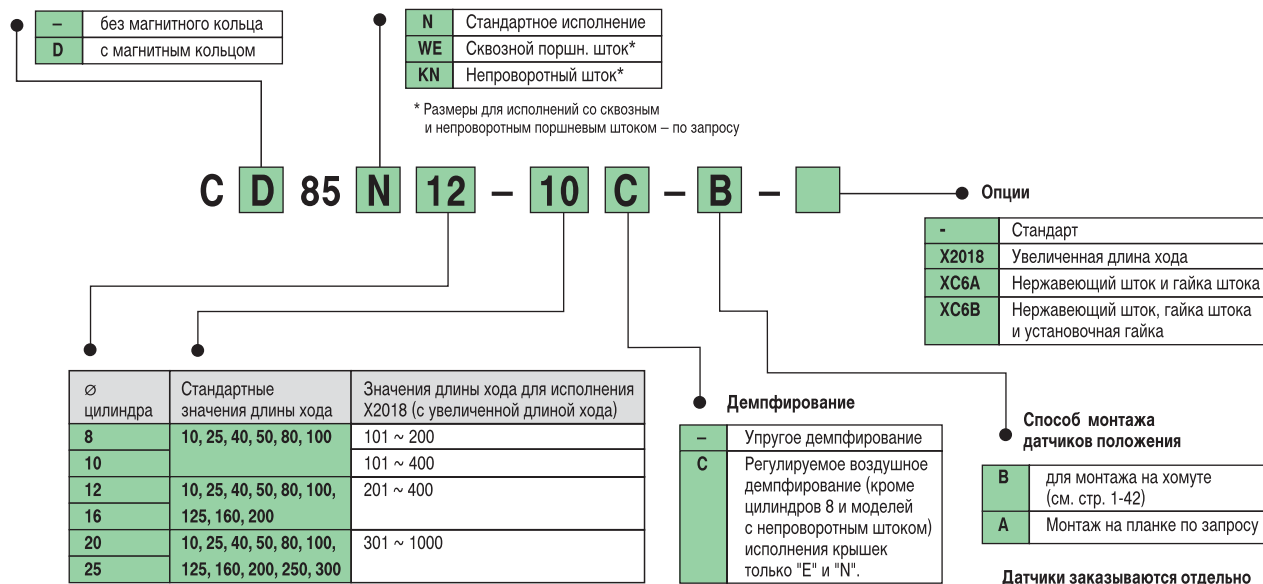 – без магнитного кольца
D с магнитным кольцом
N Стандартное исполнение
WE Сквозной поршн. шток*
KN Непроворотный шток*
* Размеры для исполнений со сквозным
и непроворотным поршневым штоком – по запросу
C D 85 N 12 – 10 C – B –
Опции
- Стандарт
X2018 Увеличенная длина хода
XC6A Нержавеющий шток и гайка штока
XC6B Нержавеющий шток, гайка штока
и установочная гайка
∅ Стандартные Значения длины хода для исполнения
цилиндра значения длины хода X2018 (с увеличенной длиной хода)
8 10, 25, 40, 50, 80, 100 101 ~ 200
10 101 ~ 400
12 10, 25, 40, 50, 80, 100, 201 ~ 400
16 125, 160, 200
20 10, 25, 40, 50, 80, 100, 301 ~ 1000
25 125, 160, 200, 250, 300
Демпфирование
– Упругое демпфирование
C Регулируемое воздушное
демпфирование (кроме
цилиндров 8 и моделей
с непроворотным штоком)
исполнения крышек
только "E" и "N".
Способ монтажа
датчиков положения
B для монтажа на хомуте
(см. стр. 1-42)
A Монтаж на планке по запросу
Датчики заказываются отдельно